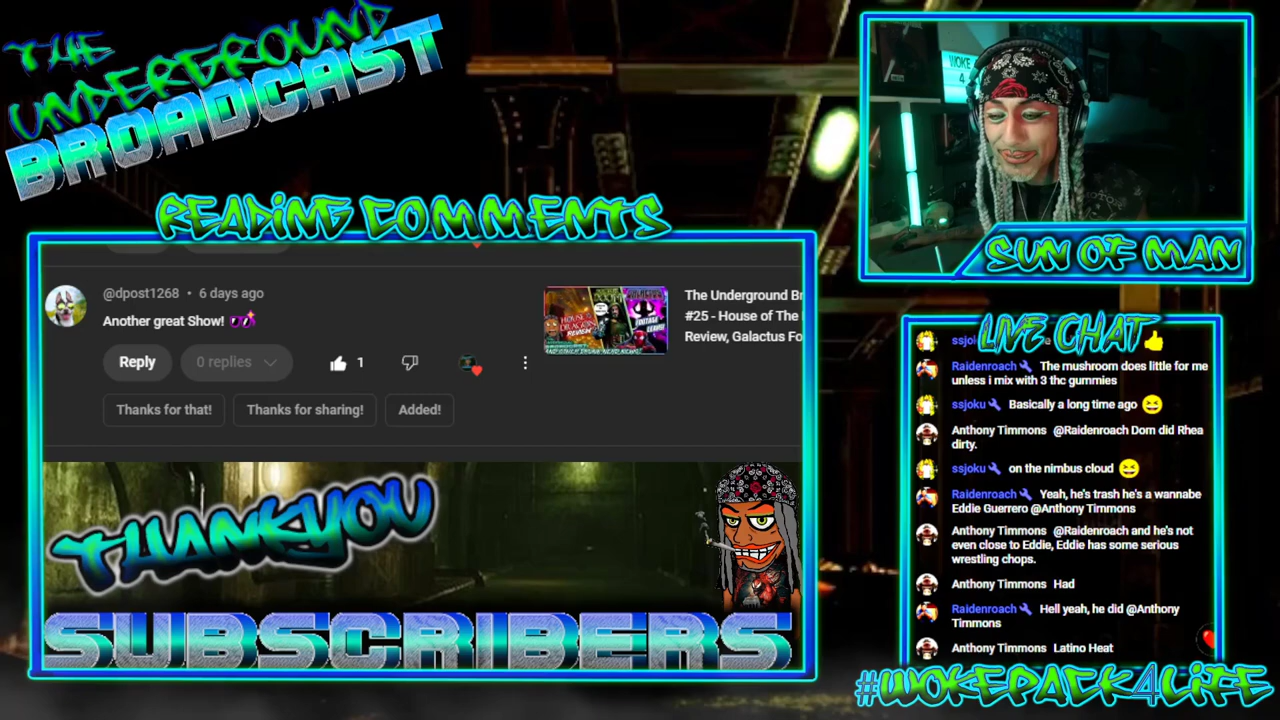 THE
UNDERGROUND
BROADCAST
READING COMMENTS
@dpost1268 • 6 days ago
Another great Show!
Reply
0 replies
1
Thanks for that!
Thanks for sharing!
Added!
The Underground Br
#25 - House of The
Review, Galactus Fo
THANKYOU
SUBSCRIBERS
WOKE
4
SUN OF MAN
LIVE CHAT
ssjo
Raidenroach The mushroom does little for me
unless i mix with 3 thc gummies
ssjoku Basically a long time ago 😆
Anthony Timmons @Raidenroach Dom did Rhea
dirty.
ssjoku on the nimbus cloud 😆
Raidenroach Yeah, he's trash he's a wannabe
Eddie Guerrero @Anthony Timmons
Anthony Timmons @Raidenroach and he's not
even close to Eddie, Eddie has some serious
wrestling chops.
Anthony Timmons Had
Raidenroach Hell yeah, he did @Anthony
Timmons
Anthony Timmons Latino Heat
#WOKEPACK4LIFE